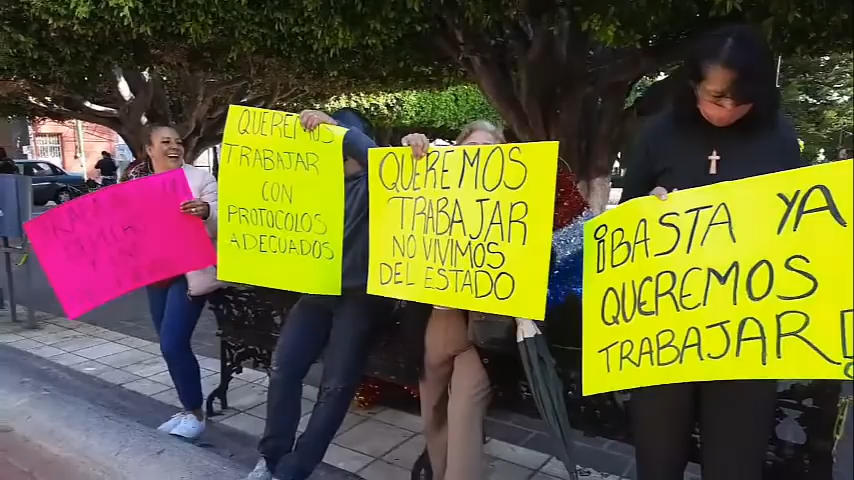 QUEREMOS
TRABAJAR
CON
PROTOCOLOS
ADECUADOS.
QUEREMOS
TRABAJAR
NO VIVIMOS
DEL ESTADO
¡BASTA YA
QUEREMOS
TRABAJAR